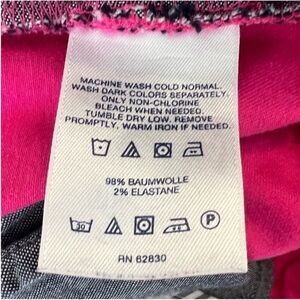 MACHINE WASH COLD NORMAL.
WASH DARK COLORS SEPARATELY.
ONLY NON-CHLORINE
BLEACH WHEN NEEDED.
TUMBLE DRY LOW. REMOVE
PROMPTLY. WARM IRON IF NEEDED.
98% BAUMWOLLE
2% ELASTANE
30 P
RN 62830